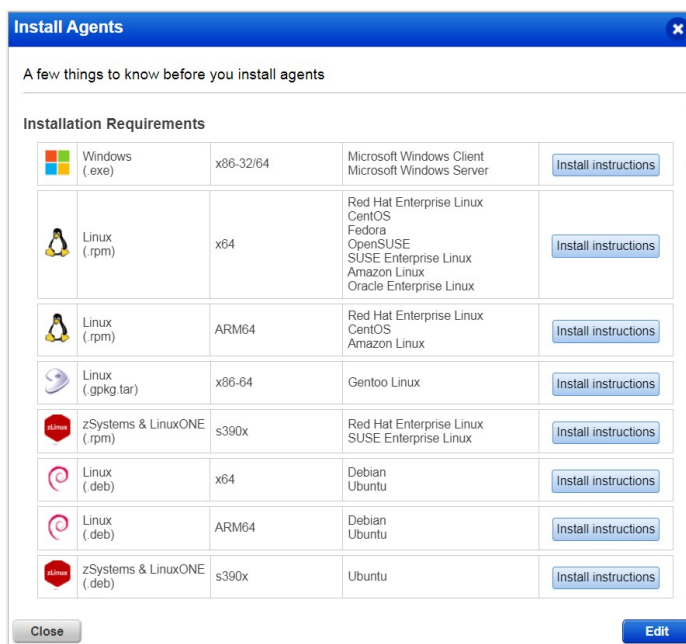 Install Agents
A few things to know before you install agents
Installation Requirements
Windows
(.exe)
x86-32/64
Microsoft Windows Client
Microsoft Windows Server
Install instructions
Linux
(.rpm)
x64
Red Hat Enterprise Linux
CentOS
Fedora
OpenSUSE
SUSE Enterprise Linux
Amazon Linux
Oracle Enterprise Linux
Install instructions
Linux
(.rpm)
ARM64
Red Hat Enterprise Linux
CentOS
Amazon Linux
Install instructions
Linux
(.gpkg.tar)
x86-64
Gentoo Linux
Install instructions
zLinux
zSystems & LinuxONE
(.rpm)
s390x
Red Hat Enterprise Linux
SUSE Enterprise Linux
Install instructions
Linux
(.deb)
x64
Debian
Ubuntu
Install instructions
Linux
(.deb)
ARM64
Debian
Ubuntu
Install instructions
zLinux
zSystems & LinuxONE
(.deb)
s390x
Ubuntu
Install instructions
Close
Edit